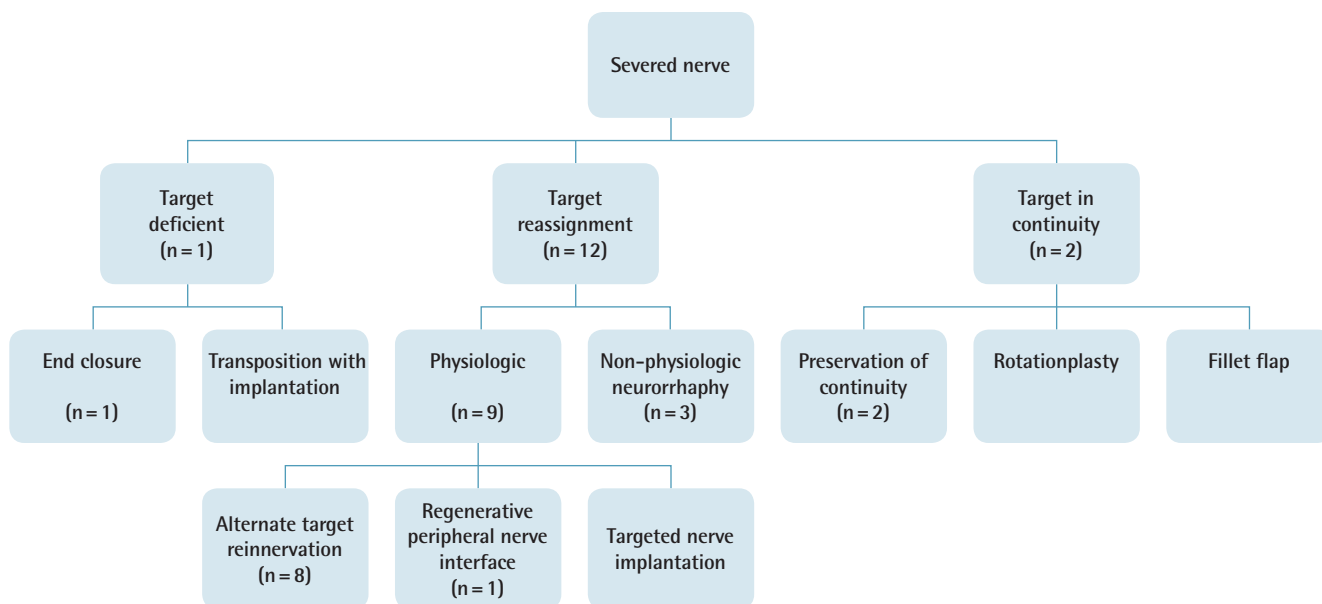 Severed nerve
Target
deficient
(n = 1)
Target
reassignment
(n = 12)
Target in
continuity
(n = 2)
End closure
(n = 1)
Transposition with
implantation
Physiologic
(n = 9)
Non-physiologic
neurorrhaphy
(n = 3)
Preservation of
continuity
(n = 2)
Rotationplasty
Fillet flap
Alternate target
reinnervation
(n = 8)
Regenerative
peripheral nerve
interface
(n = 1)
Targeted nerve
implantation